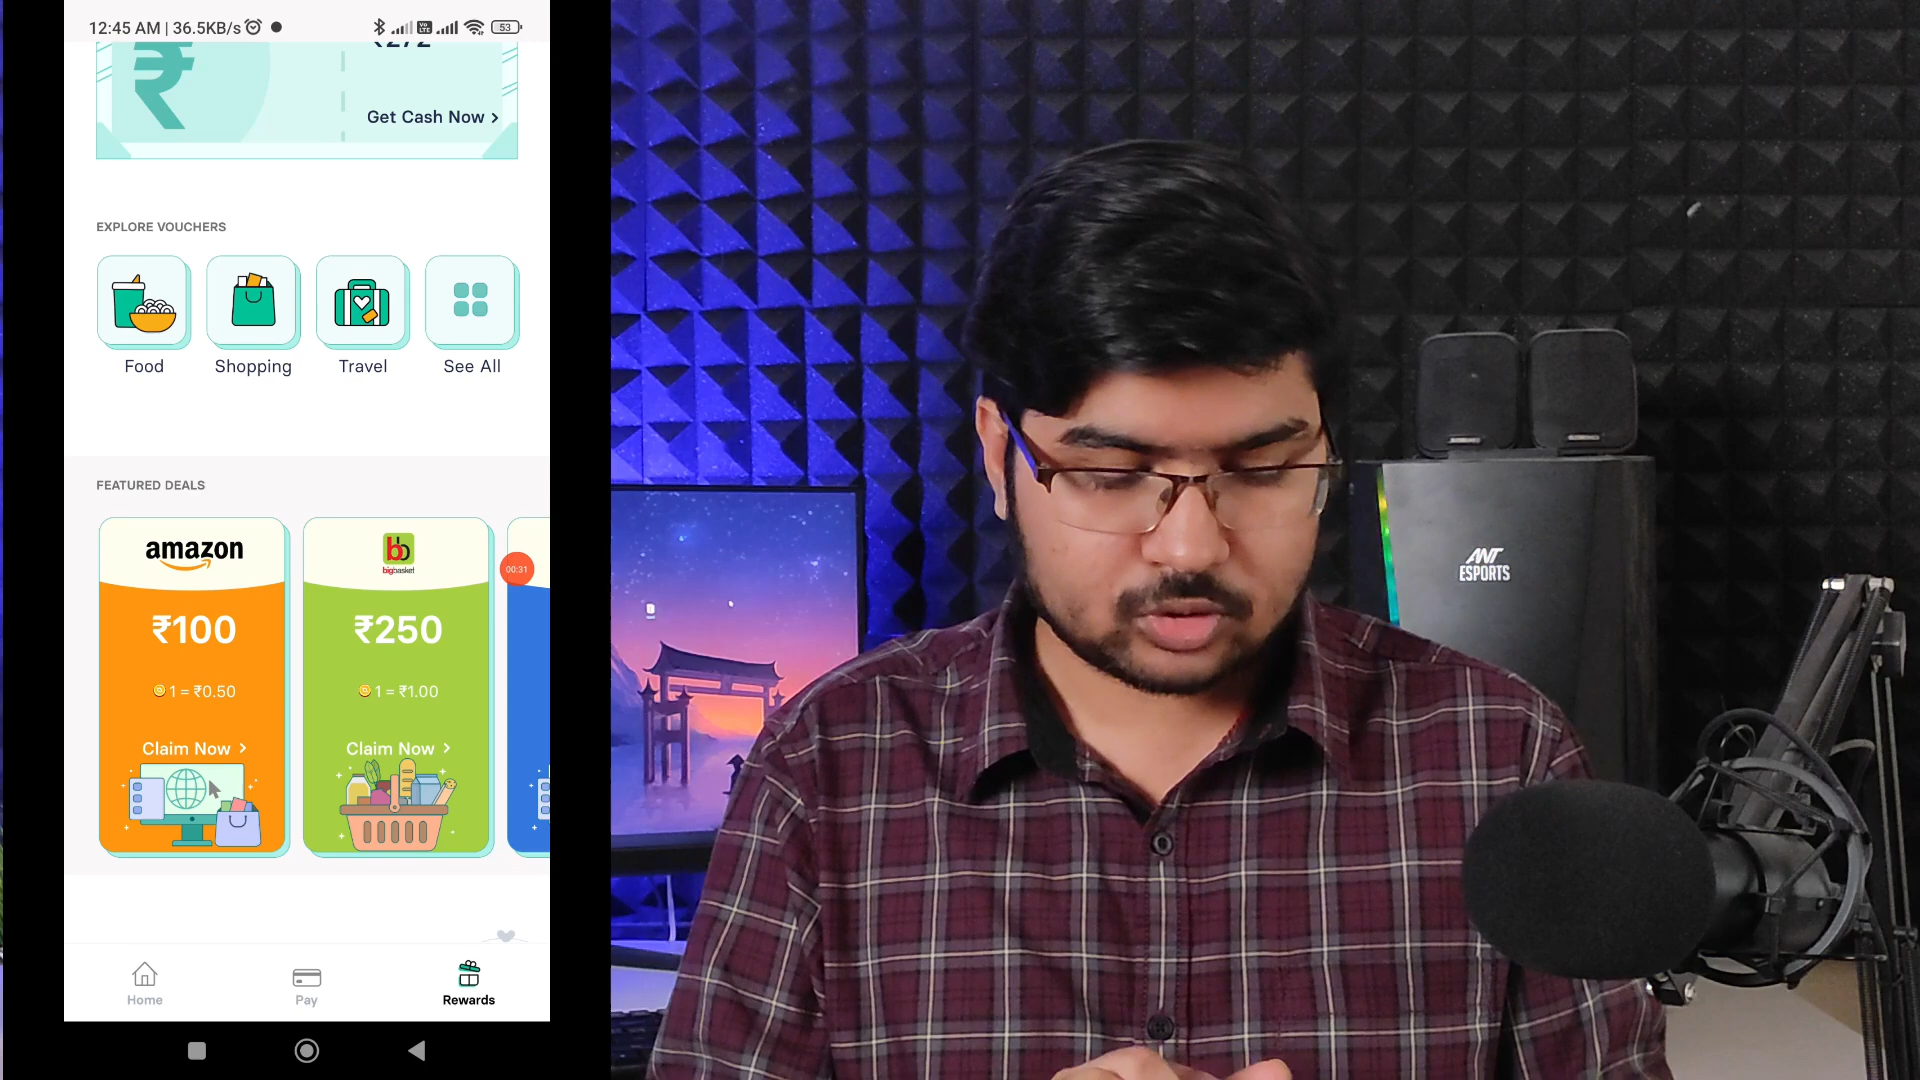 12:45 AM | 36.5KB/s
53
₹
Get Cash Now >
EXPLORE VOUCHERS
Food
Shopping
Travel
See All
FEATURED DEALS
amazon
bb
bigbasket
00:31
₹100
₹250
1 = ₹0.50
1 = ₹1.00
Claim Now >
Claim Now >
Home
Pay
Rewards
ANT
ESPORTS